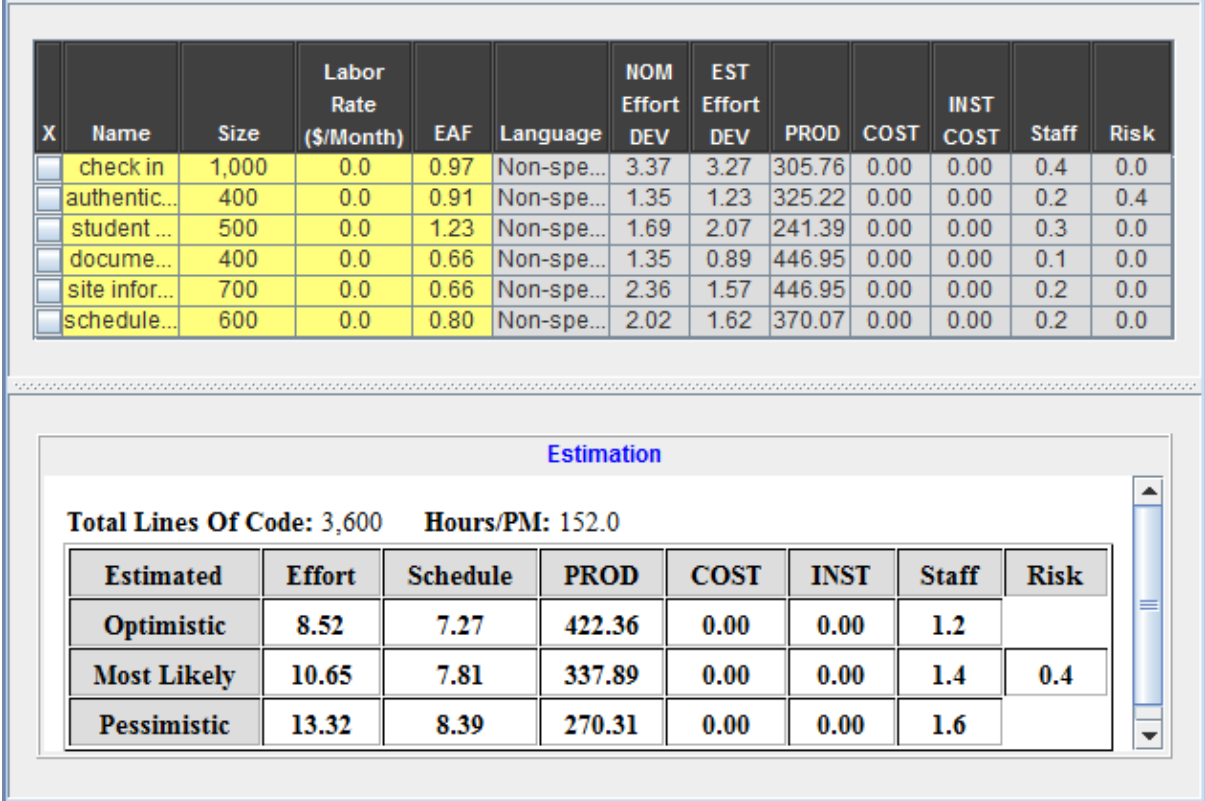 X Name Size Labor Rate ($/Month) EAF Language NOM Effort DEV EST Effort DEV PROD COST INST COST Staff Risk
check in 1,000 0.0 0.97 Non-spe... 3.37 3.27 305.76 0.00 0.00 0.4 0.0
authentic... 400 0.0 0.91 Non-spe... 1.35 1.23 325.22 0.00 0.00 0.2 0.4
student ... 500 0.0 1.23 Non-spe... 1.69 2.07 241.39 0.00 0.00 0.3 0.0
docume... 400 0.0 0.66 Non-spe... 1.35 0.89 446.95 0.00 0.00 0.1 0.0
site infor... 700 0.0 0.66 Non-spe... 2.36 1.57 446.95 0.00 0.00 0.2 0.0
schedule... 600 0.0 0.80 Non-spe... 2.02 1.62 370.07 0.00 0.00 0.2 0.0
Estimation
Total Lines Of Code: 3,600 Hours/PM: 152.0
Estimated Effort Schedule PROD COST INST Staff Risk
Optimistic 8.52 7.27 422.36 0.00 0.00 1.2
Most Likely 10.65 7.81 337.89 0.00 0.00 1.4 0.4
Pessimistic 13.32 8.39 270.31 0.00 0.00 1.6